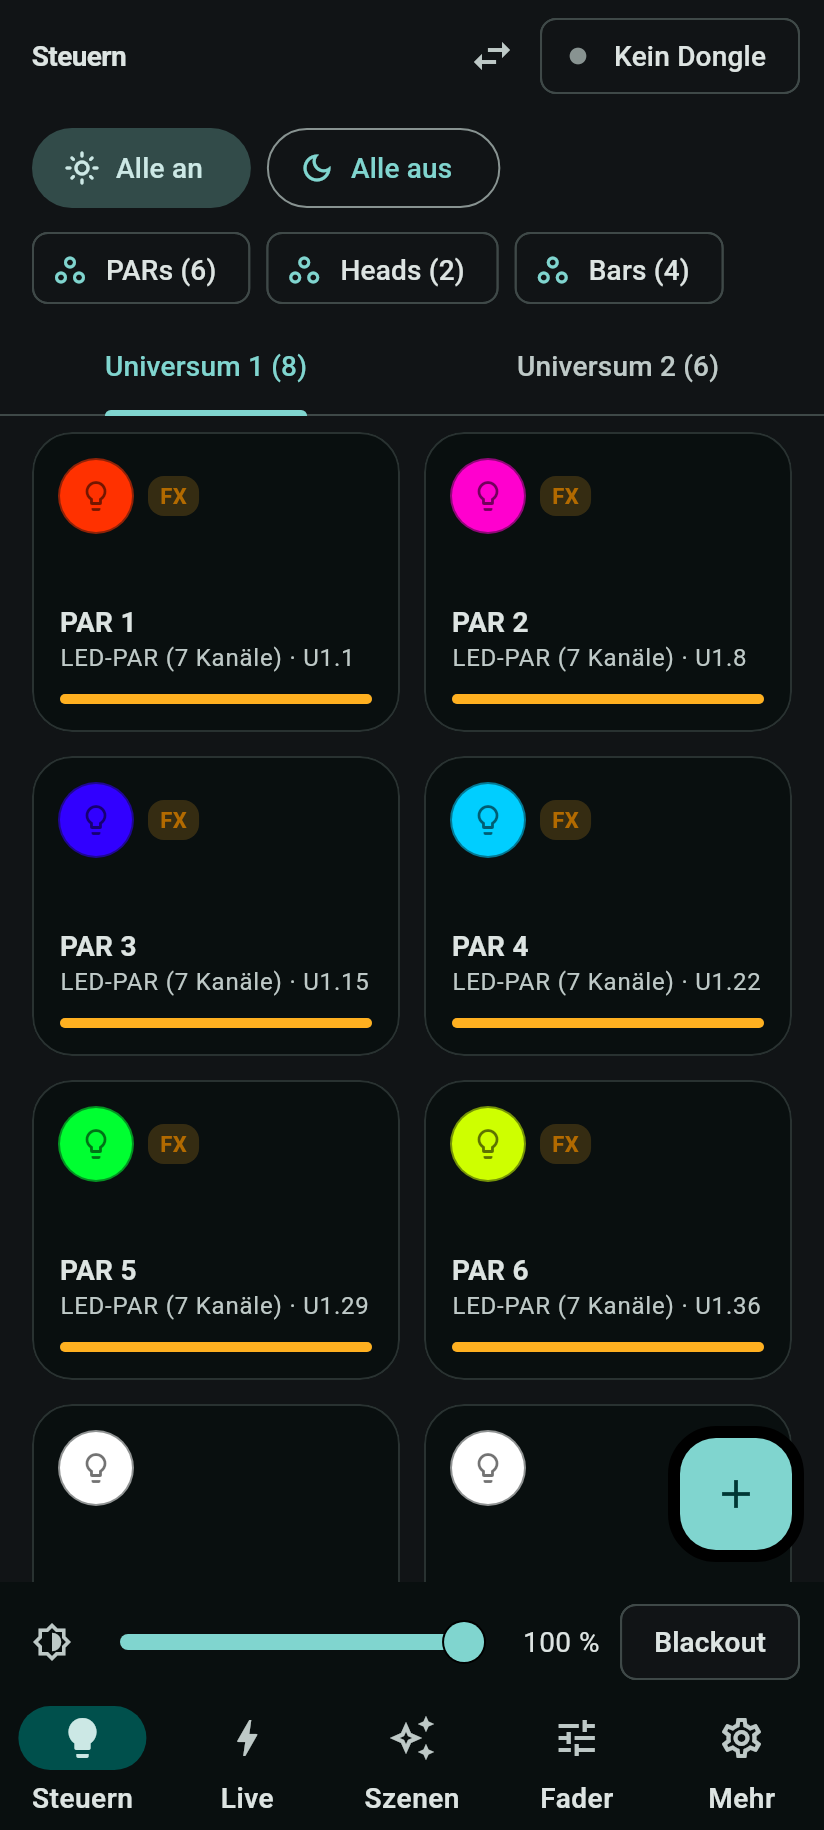 Steuern
Kein Dongle
Alle an
Alle aus
PARs (6)
Heads (2)
Bars (4)
Universum 1 (8)
Universum 2 (6)
FX
PAR 1
LED-PAR (7 Kanäle) · U1.1
FX
PAR 2
LED-PAR (7 Kanäle) · U1.8
FX
PAR 3
LED-PAR (7 Kanäle) · U1.15
FX
PAR 4
LED-PAR (7 Kanäle) · U1.22
FX
PAR 5
LED-PAR (7 Kanäle) · U1.29
FX
PAR 6
LED-PAR (7 Kanäle) · U1.36
100 %
Blackout
Steuern
Live
Szenen
Fader
Mehr